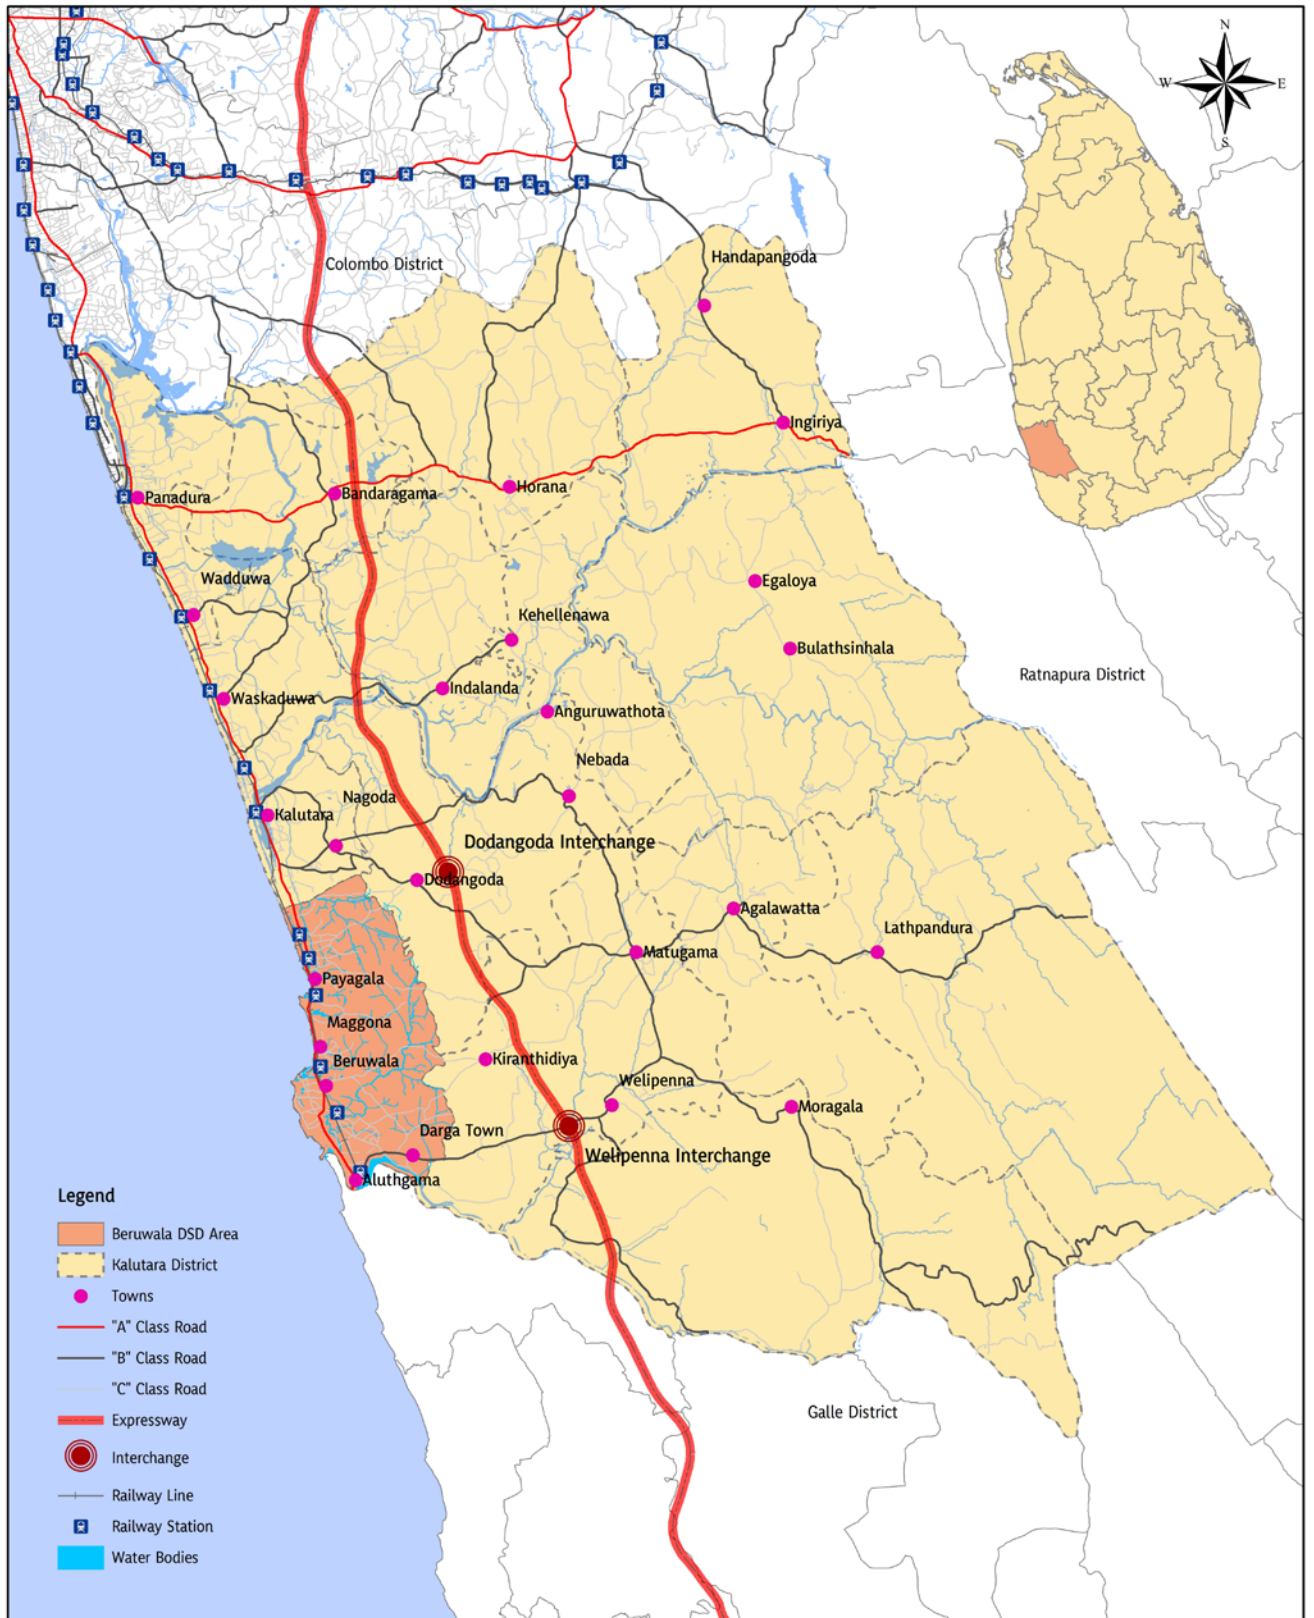 N
W
E
S
Colombo District
Handapangoda
Ingiriya
Panadura
Bandaragama
Horana
Wadduwa
Egaloya
Kehellenawa
Bulathsinhala
Ratnapura District
Indalanda
Waskaduwa
Anguruwathota
Nebada
Nagoda
Kalutara
Dodangoda Interchange
Dodangoda
Agalawatta
Lathpandura
Matugama
Payagala
Maggona
Beruwala
Kiranthidiya
Welipenna
Moragala
Darga Town
Welipenna Interchange
Aluthgama
Galle District
Legend
Beruwala DSD Area
Kalutara District
Towns
"A" Class Road
"B" Class Road
"C" Class Road
Expressway
Interchange
Railway Line
Railway Station
Water Bodies